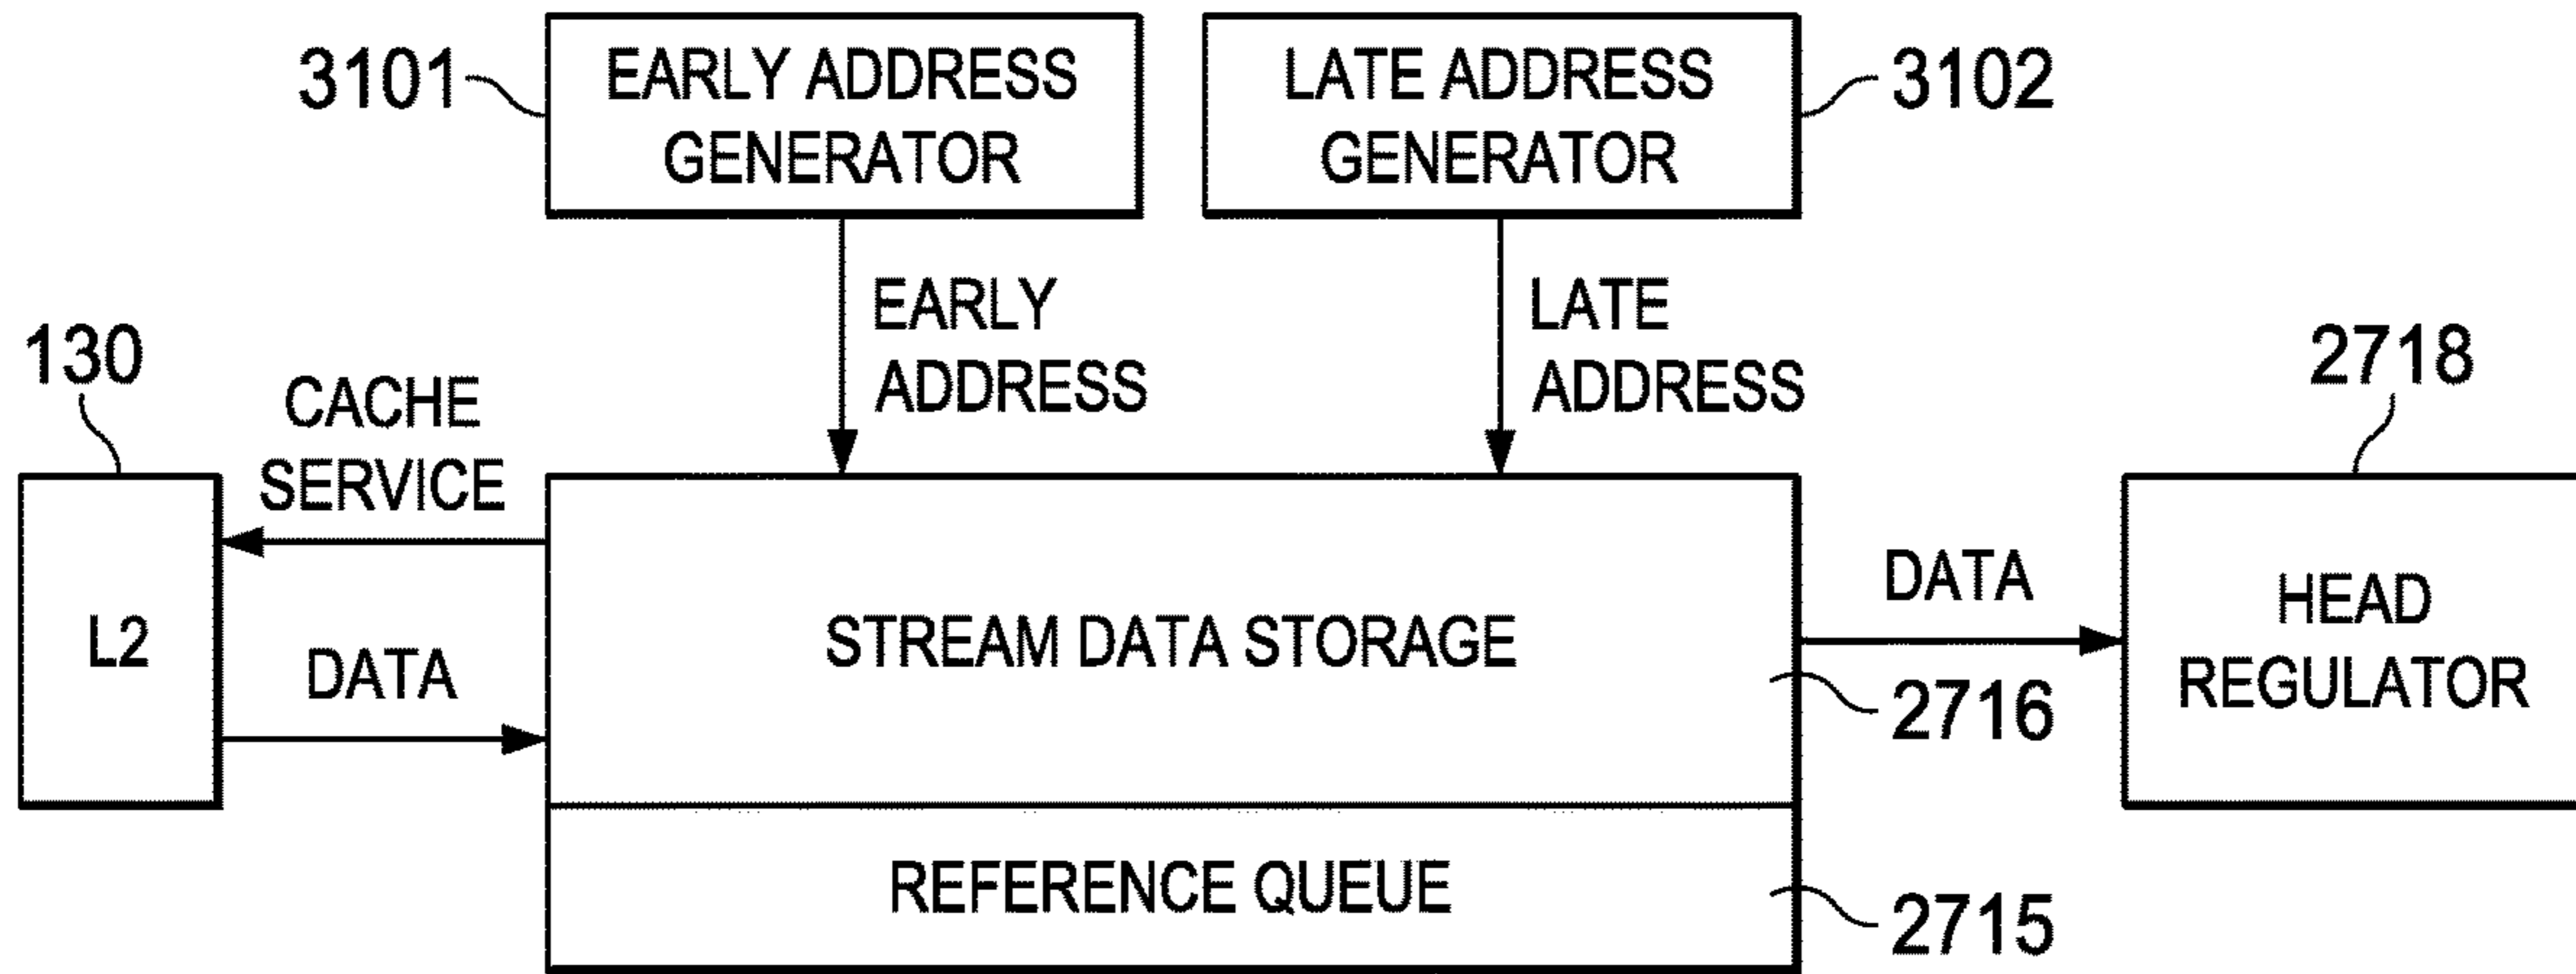 3101
EARLY ADDRESS
GENERATOR
LATE ADDRESS
GENERATOR
3102
EARLY
ADDRESS
LATE
ADDRESS
130
CACHE
SERVICE
2718
L2
DATA
STREAM DATA STORAGE
DATA
HEAD
REGULATOR
2716
REFERENCE QUEUE
2715